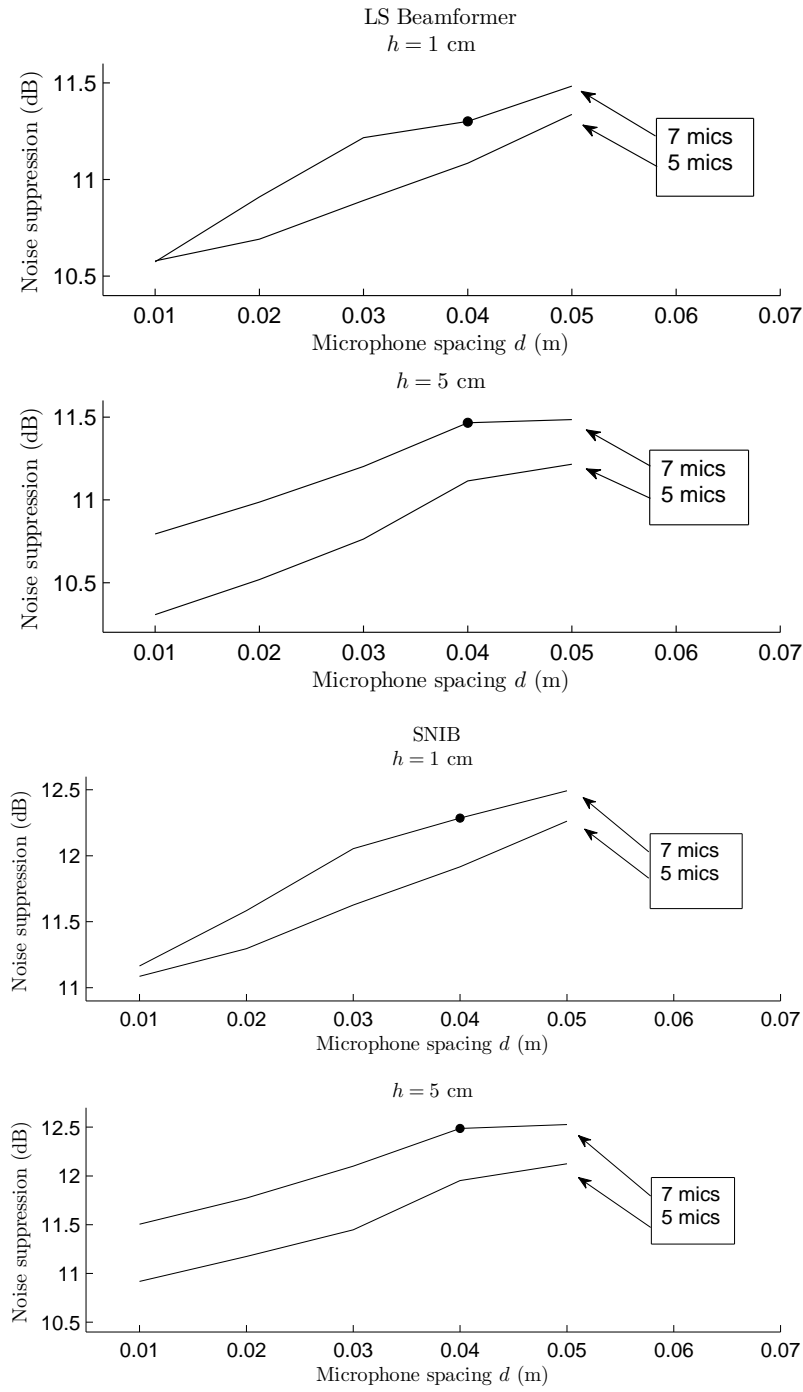 LS Beamformer
h = 1 cm
Noise suppression (dB)
11.5
11
10.5
7 mics
5 mics
0.01 0.02 0.03 0.04 0.05 0.06 0.07
Microphone spacing d (m)
h = 5 cm
Noise suppression (dB)
11.5
11
10.5
7 mics
5 mics
0.01 0.02 0.03 0.04 0.05 0.06 0.07
Microphone spacing d (m)
SNIB
h = 1 cm
Noise suppression (dB)
12.5
12
11.5
11
7 mics
5 mics
0.01 0.02 0.03 0.04 0.05 0.06 0.07
Microphone spacing d (m)
h = 5 cm
Noise suppression (dB)
12.5
12
11.5
11
10.5
7 mics
5 mics
0.01 0.02 0.03 0.04 0.05 0.06 0.07
Microphone spacing d (m)